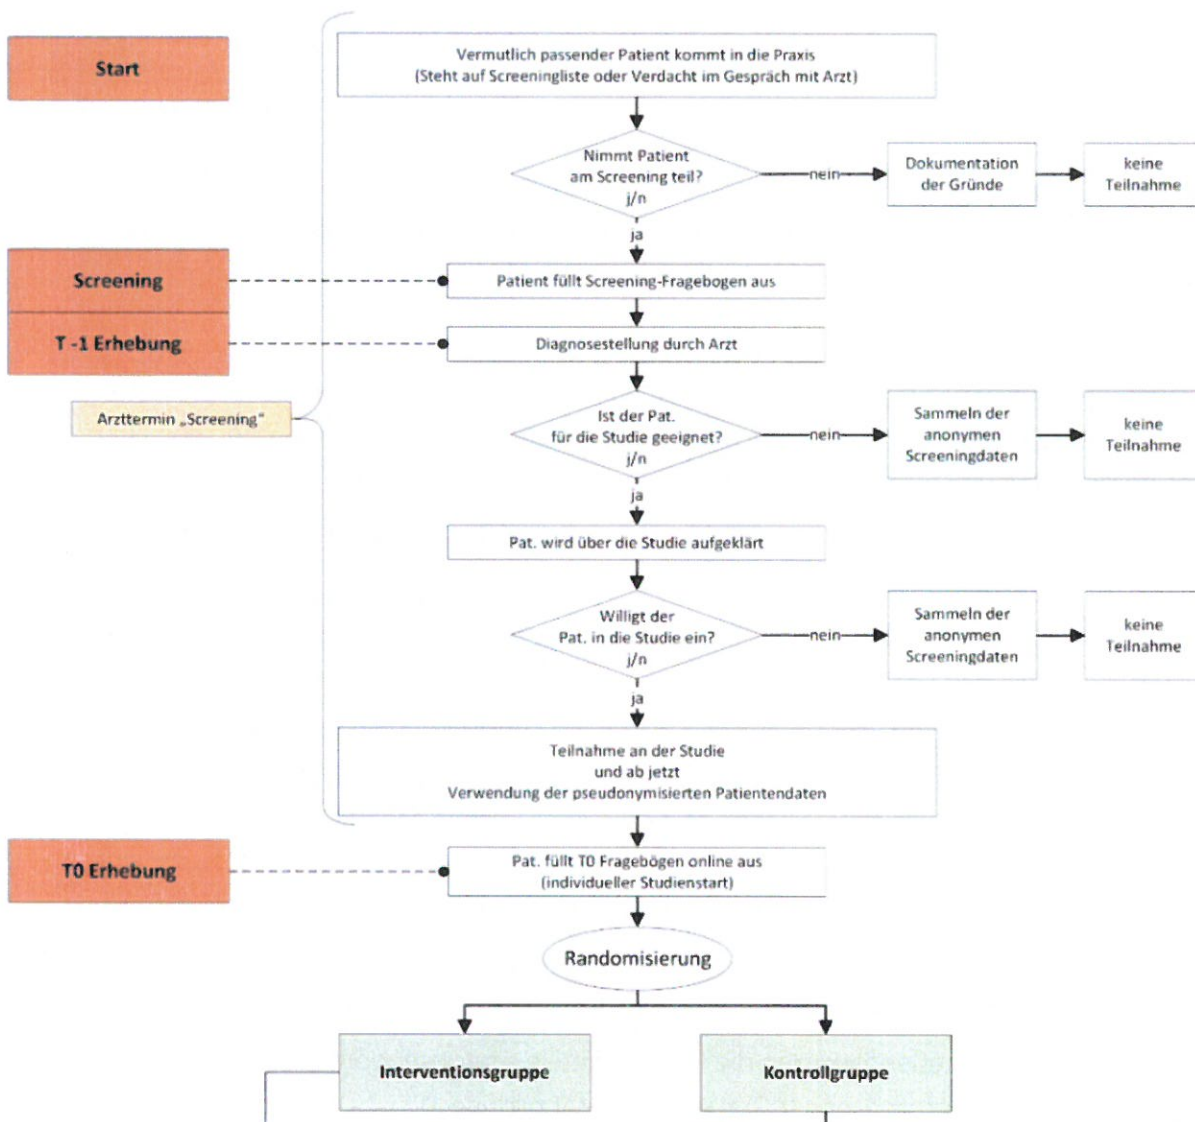 Start
Vermutlich passender Patient kommt in die Praxis
(Steht auf Screeningliste oder Verdacht im Gespräch mit Arzt)
Nimmt Patient
am Screening teil?
j/n
nein
Dokumentation
der Gründe
keine
Teilnahme
ja
Screening
Patient füllt Screening-Fragebogen aus
T -1 Erhebung
Diagnosestellung durch Arzt
Arzttermin „Screening"
Ist der Pat.
für die Studie geeignet?
j/n
nein
Sammeln der
anonymen
Screeningdaten
keine
Teilnahme
ja
Pat. wird über die Studie aufgeklärt
Willigt der
Pat. in die Studie ein?
j/n
nein
Sammeln der
anonymen
Screeningdaten
keine
Teilnahme
ja
Teilnahme an der Studie
und ab jetzt
Verwendung der pseudonymisierten Patientendaten
T0 Erhebung
Pat. füllt T0 Fragebögen online aus
(individueller Studienstart)
Randomisierung
Interventionsgruppe
Kontrollgruppe